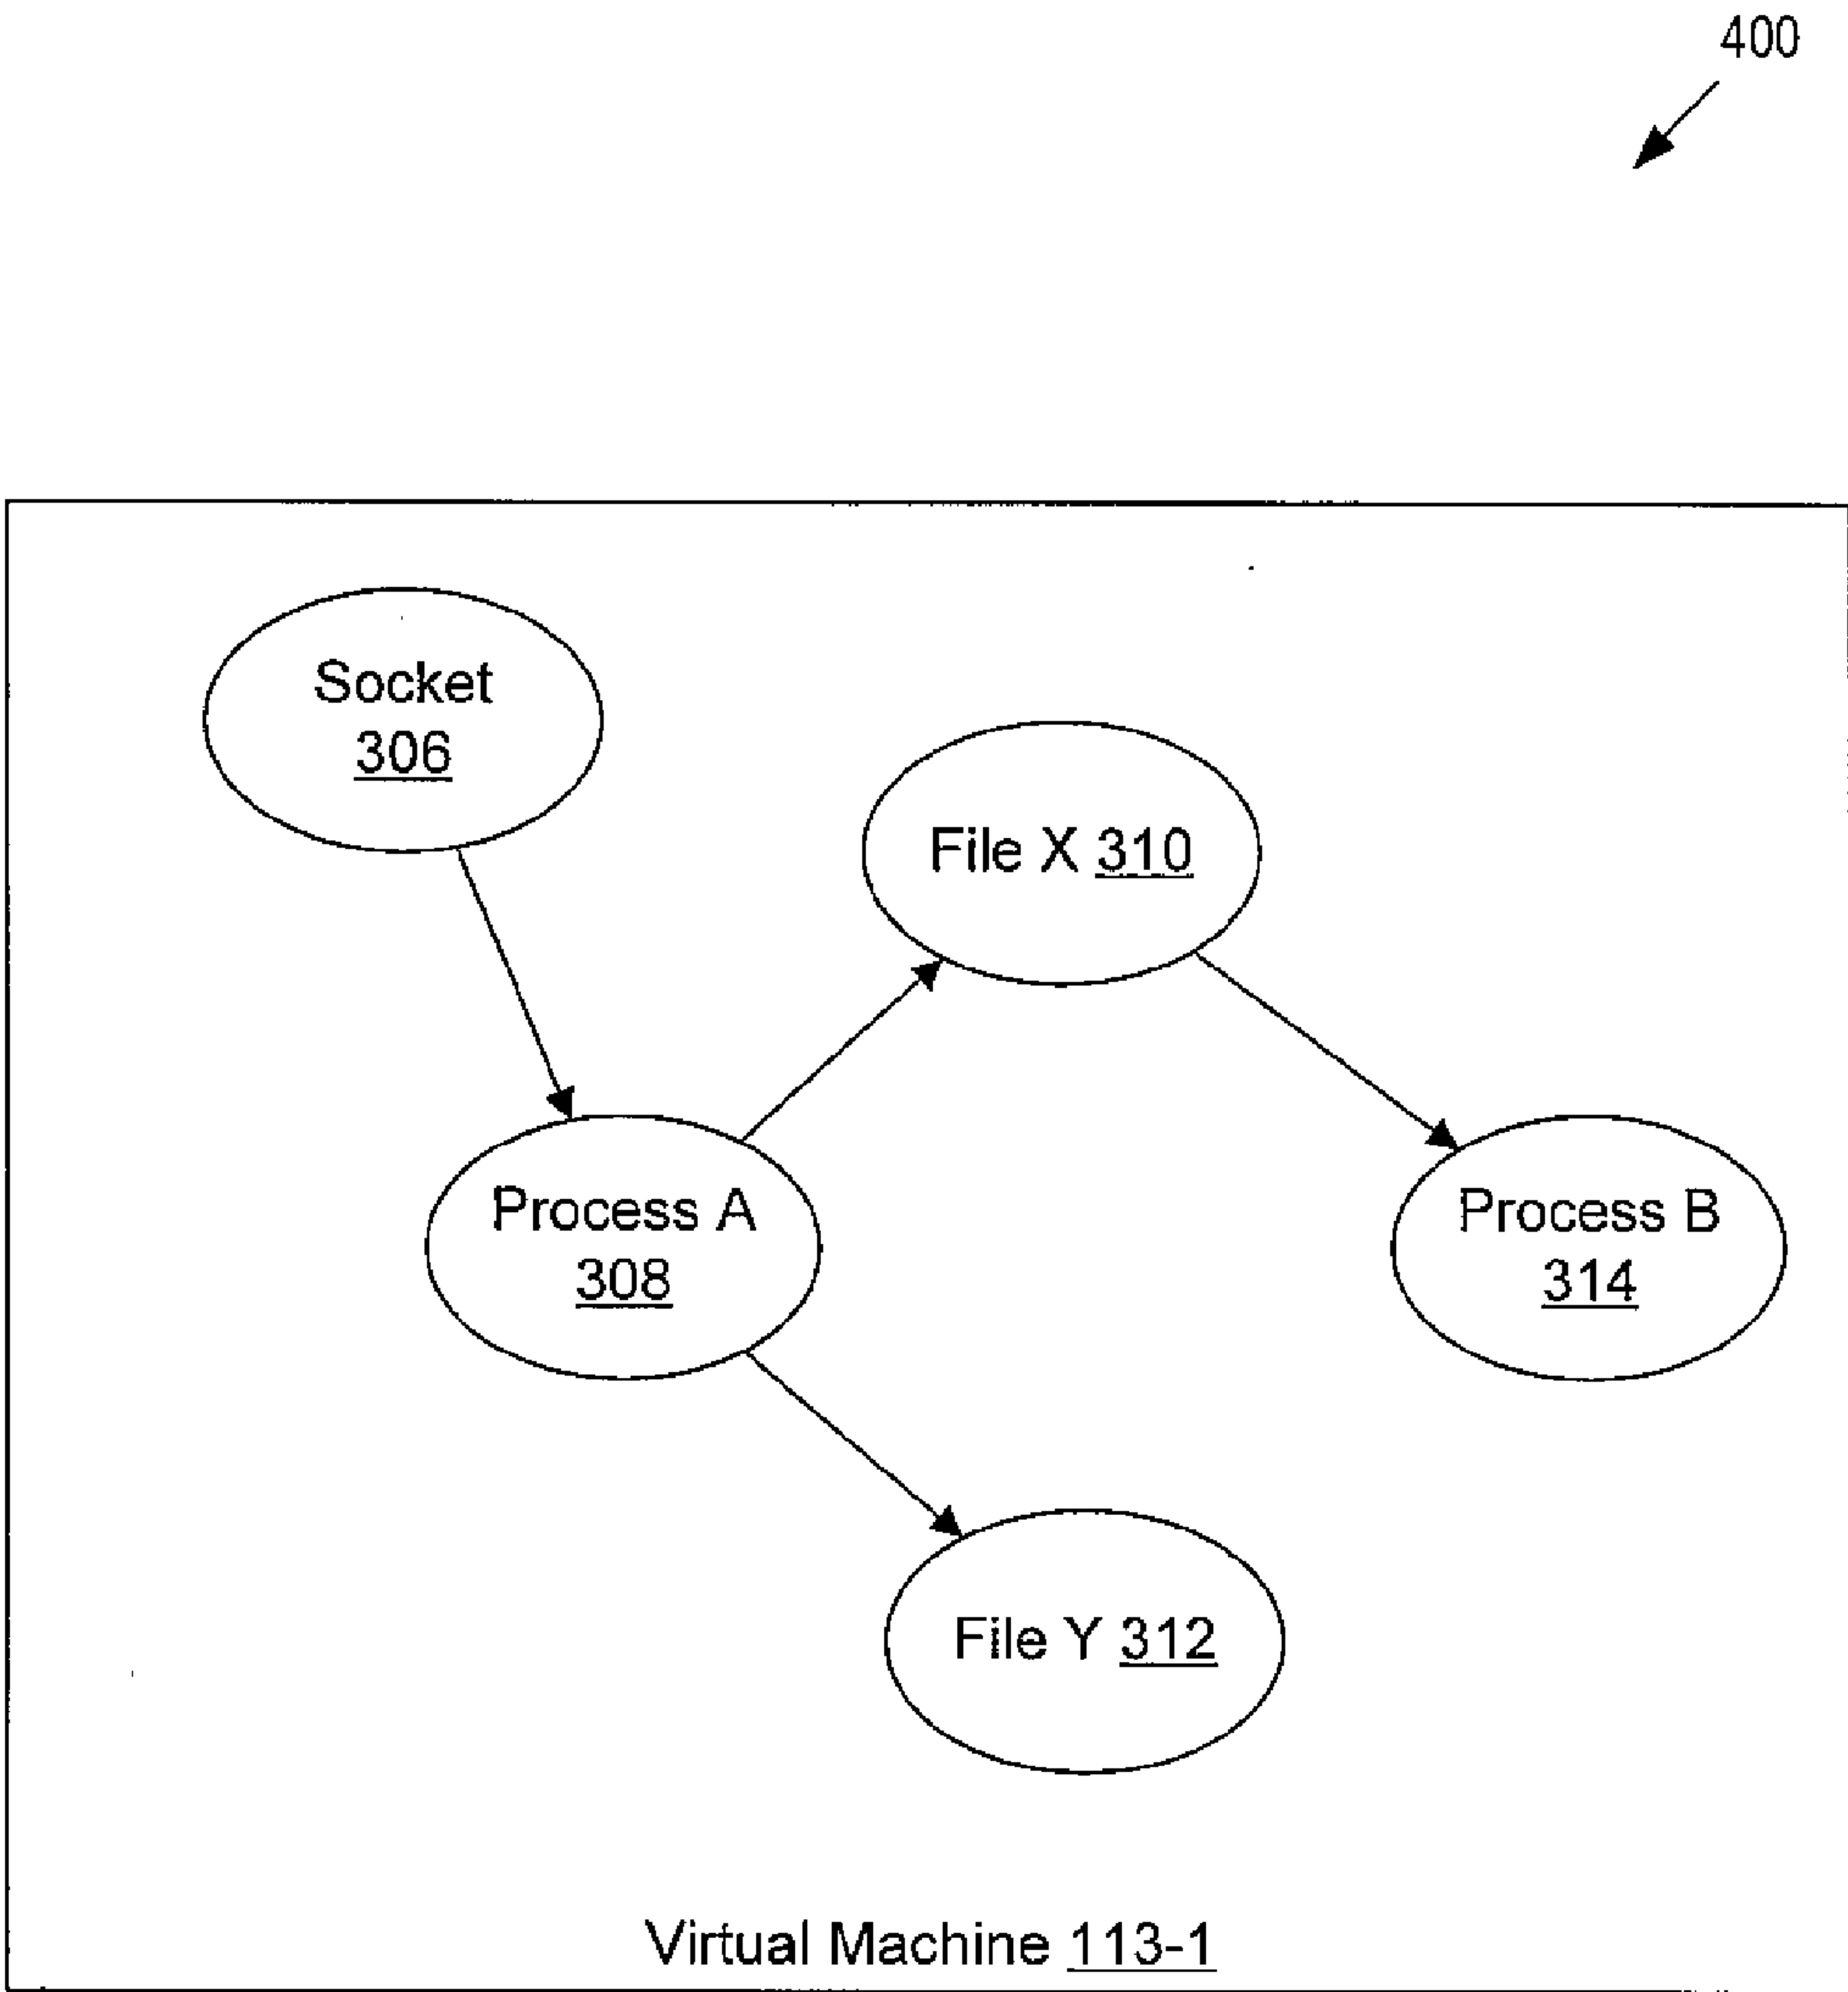 400
Socket
306
File X 310
Process A
308
Process B
314
File Y 312
Virtual Machine 113-1